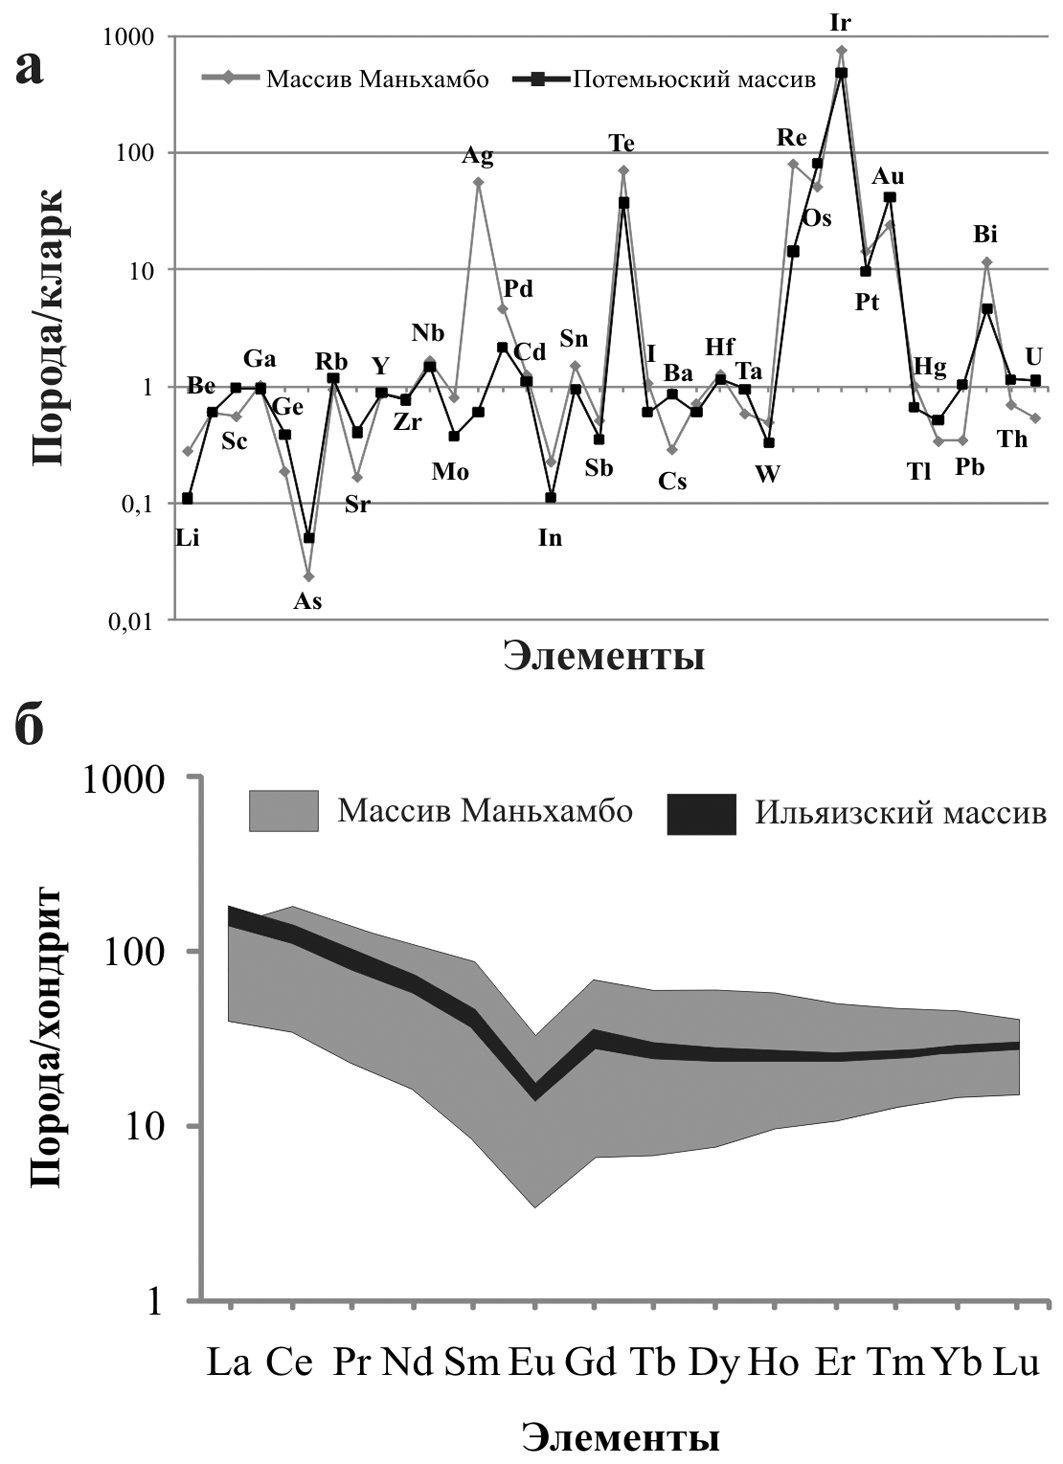 а
1000
100
10
1
0,1
0,01
Порода/кларк
Массив Маньхамбо Потемьюский массив
Li Be Sc Ga Ge As Rb Sr Y Zr Nb Mo Ag Pd Cd In Sn Sb Te I Cs Ba Hf Ta W Re Os Ir Pt Au Hg Tl Pb Bi Th U
Элементы
б
1000
100
10
1
Порода/хондрит
Массив Маньхамбо Ильяизский массив
La Ce Pr Nd Sm Eu Gd Tb Dy Ho Er Tm Yb Lu
Элементы